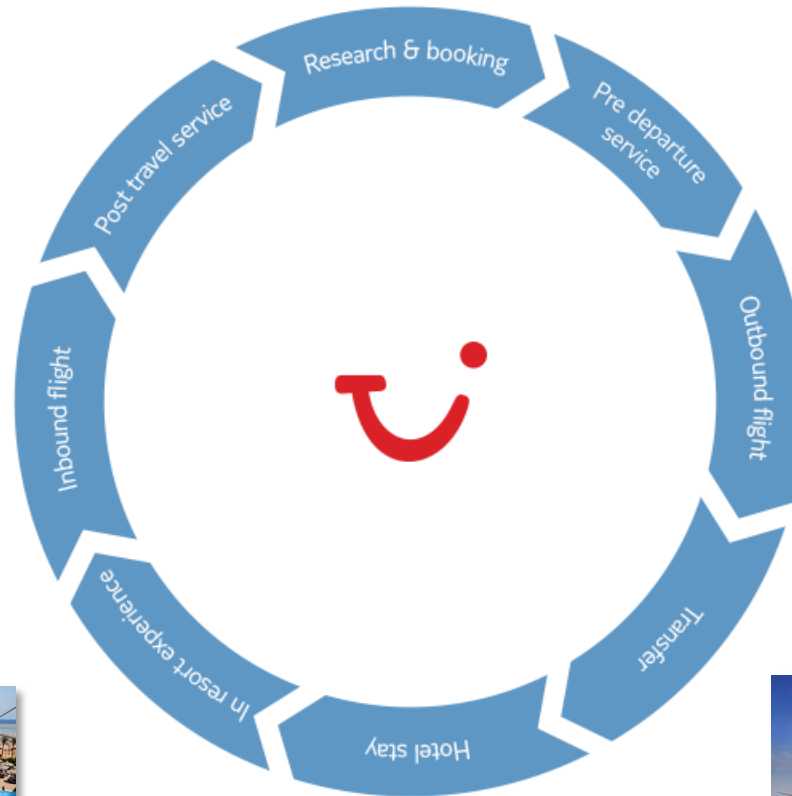 Research & booking
Pre departure
service
Outbound flight
Transfer
Hotel stay
In resort experience
Inbound flight
Post travel service